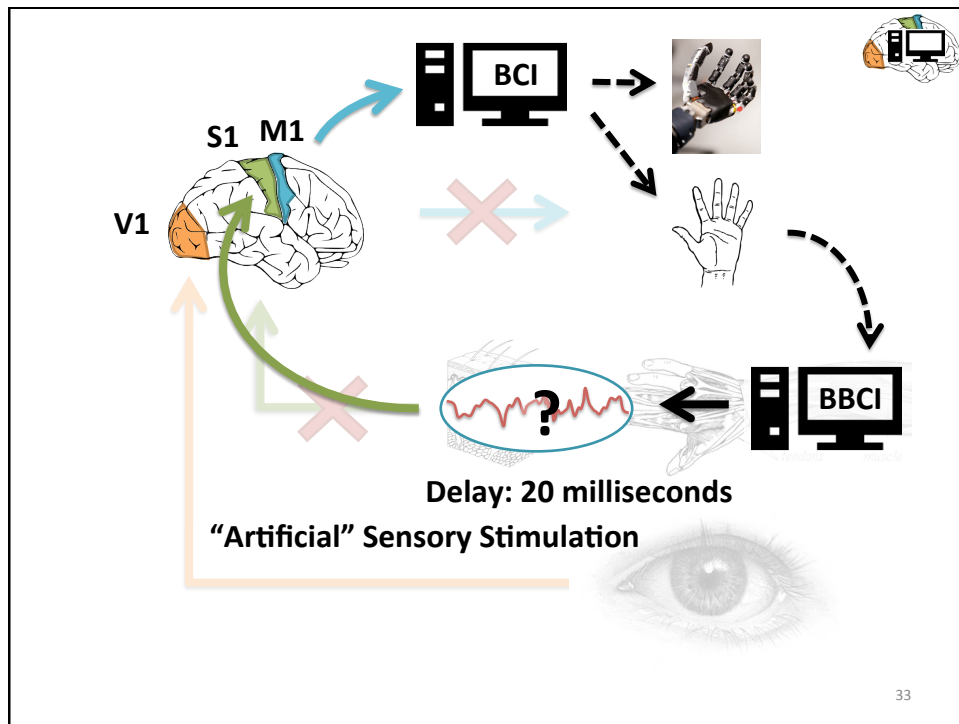 BCI
S1
M1
V1
BBCI
?
Delay: 20 milliseconds
“Artificial” Sensory Stimulation
33